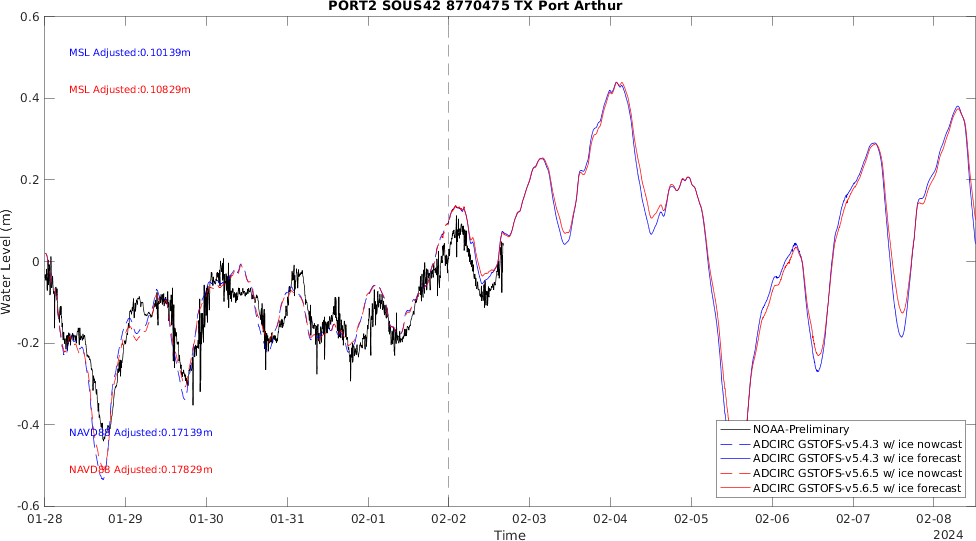 PORT2 SOUS42 8770475 TX Port Arthur
0.6
MSL Adjusted:0.10139m
MSL Adjusted:0.10829m
0.4
0.2
0
-0.2
-0.4
-0.6
Water Level (m)
NAVD88 Adjusted:0.17139m
NAVD88 Adjusted:0.17829m
NOAA-Preliminary
ADCIRC GSTOFS-v5.4.3 w/ ice nowcast
ADCIRC GSTOFS-v5.4.3 w/ ice forecast
ADCIRC GSTOFS-v5.6.5 w/ ice nowcast
ADCIRC GSTOFS-v5.6.5 w/ ice forecast
01-28 01-29 01-30 01-31 02-01 02-02 02-03 02-04 02-05 02-06 02-07 02-08
Time
2024